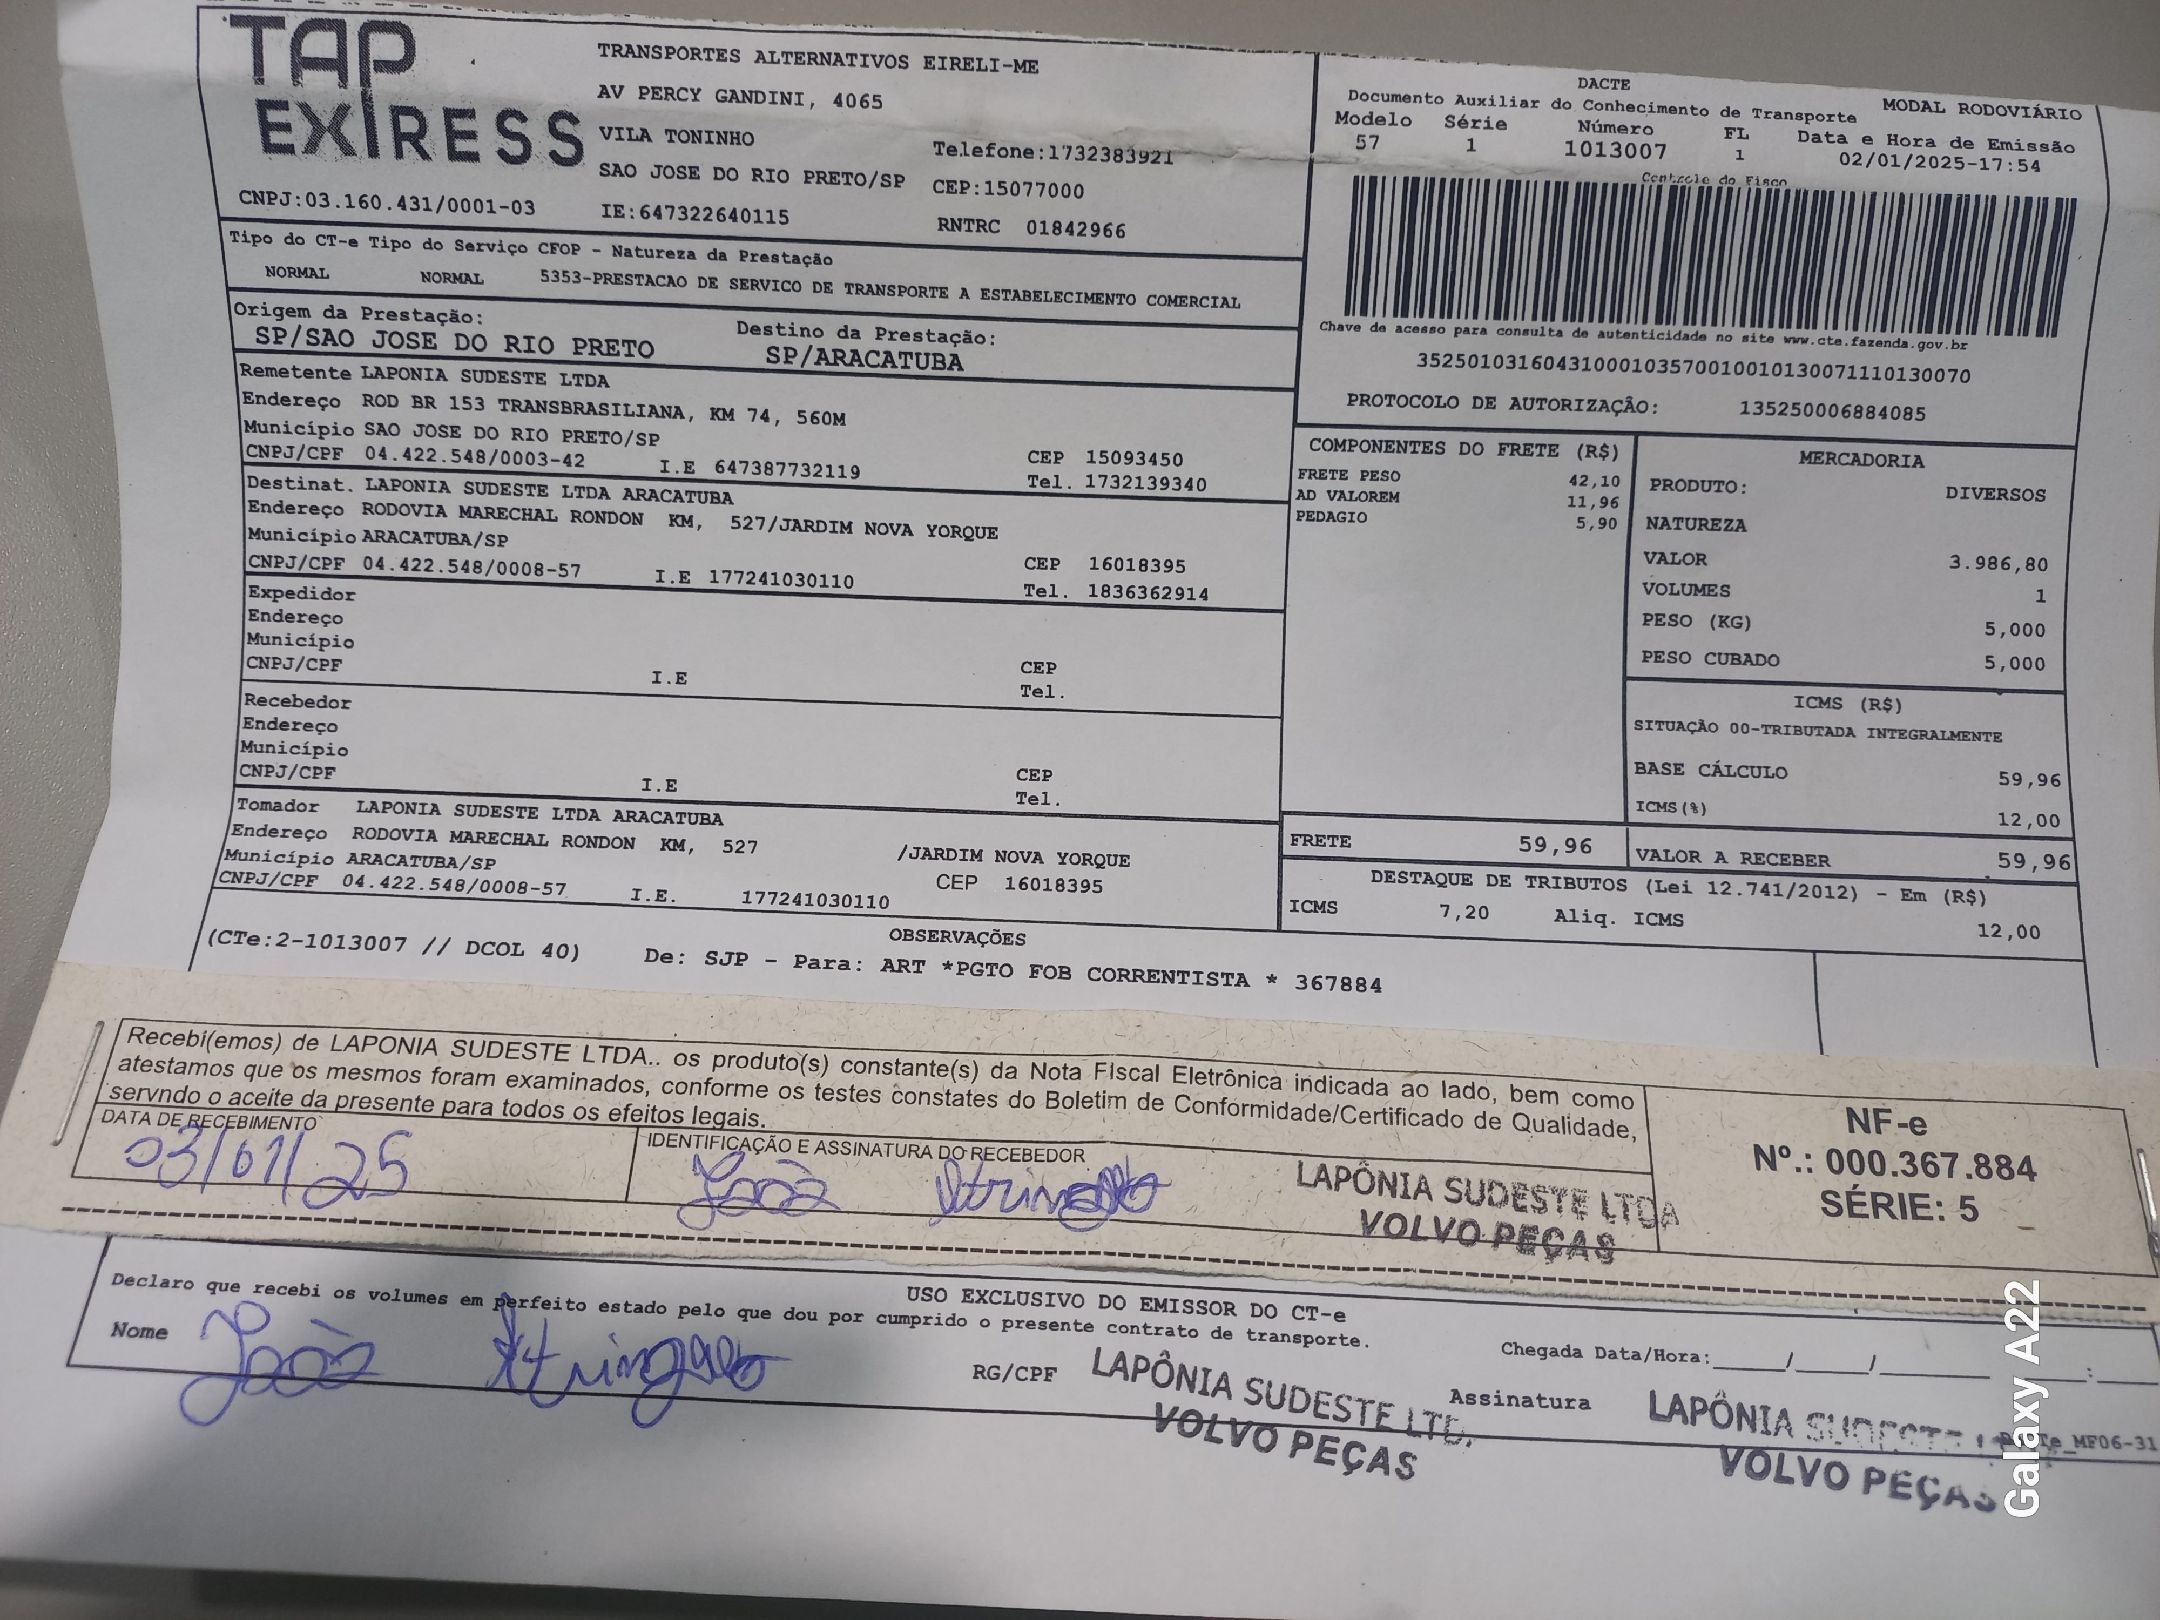 TAP
EXPRESS
TRANSPORTES ALTERNATIVOS EIRELI-ME
AV PERCY GANDINI, 4065
VILA TONINHO
Telefone:1732383921
SAO JOSE DO RIO PRETO/SP CEP:15077000
CNPJ:03.160.431/0001-03 IE:647322640115 RNTRC 01842966
DACTE
Documento Auxiliar do Conhecimento de Transporte MODAL RODOVIÁRIO
Modelo Série Número FL Data e Hora de Emissão
57 1 1013007 1 02/01/2025-17:54
Controle do Fisco
Chave de acesso para consulta de autenticidade no site www.cte.fazenda.gov.br
35250103160431000103570010010130071110130070
PROTOCOLO DE AUTORIZAÇÃO: 135250006884085
Tipo do CT-e Tipo do Serviço CFOP - Natureza da Prestação
NORMAL NORMAL 5353-PRESTACAO DE SERVICO DE TRANSPORTE A ESTABELECIMENTO COMERCIAL
Origem da Prestação: Destino da Prestação:
SP/SAO JOSE DO RIO PRETO SP/ARACATUBA
Remetente LAPONIA SUDESTE LTDA
Endereço ROD BR 153 TRANSBRASILIANA, KM 74, 560M
Município SAO JOSE DO RIO PRETO/SP CEP 15093450
CNPJ/CPF 04.422.548/0003-42 I.E 647387732119 Tel. 1732139340
Destinat. LAPONIA SUDESTE LTDA ARACATUBA
Endereço RODOVIA MARECHAL RONDON KM, 527/JARDIM NOVA YORQUE
Município ARACATUBA/SP CEP 16018395
CNPJ/CPF 04.422.548/0008-57 I.E 177241030110 Tel. 1836362914
Expedidor
Endereço
Município CEP
CNPJ/CPF I.E Tel.
Recebedor
Endereço
Município CEP
CNPJ/CPF I.E Tel.
Tomador LAPONIA SUDESTE LTDA ARACATUBA
Endereço RODOVIA MARECHAL RONDON KM, 527 /JARDIM NOVA YORQUE
Município ARACATUBA/SP CEP 16018395
CNPJ/CPF 04.422.548/0008-57 I.E. 177241030110
COMPONENTES DO FRETE (R$)
FRETE PESO 42,10
AD VALOREM 11,96
PEDAGIO 5,90
MERCADORIA
PRODUTO: DIVERSOS
NATUREZA
VALOR 3.986,80
VOLUMES 1
PESO (KG) 5,000
PESO CUBADO 5,000
ICMS (R$)
SITUAÇÃO 00-TRIBUTADA INTEGRALMENTE
BASE CÁLCULO 59,96
ICMS(%) 12,00
FRETE 59,96 VALOR A RECEBER 59,96
DESTAQUE DE TRIBUTOS (Lei 12.741/2012) - Em (R$)
ICMS 7,20 Aliq. ICMS 12,00
OBSERVAÇÕES
(CTe:2-1013007 // DCOL 40) De: SJP - Para: ART *PGTO FOB CORRENTISTA * 367884
Recebi(emos) de LAPONIA SUDESTE LTDA.. os produto(s) constante(s) da Nota FIscal Eletrônica indicada ao lado, bem como
atestamos que os mesmos foram examinados, conforme os testes constates do Boletim de Conformidade/Certificado de Qualidade,
servndo o aceite da presente para todos os efeitos legais.
DATA DE RECEBIMENTO IDENTIFICAÇÃO E ASSINATURA DO RECEBEDOR
03/01/25 João
LAPÔNIA SUDESTE LTDA
VOLVO PEÇAS
NF-e
Nº.: 000.367.884
SÉRIE: 5
USO EXCLUSIVO DO EMISSOR DO CT-e
Declaro que recebi os volumes em perfeito estado pelo que dou por cumprido o presente contrato de transporte.
Nome João RG/CPF Assinatura Chegada Data/Hora:_____/_____/_______ ____:____
LAPÔNIA SUDESTE LTD.
VOLVO PEÇAS
LAPÔNIA SUDESTE
VOLVO PEÇAS
MF06-31
Galaxy A22